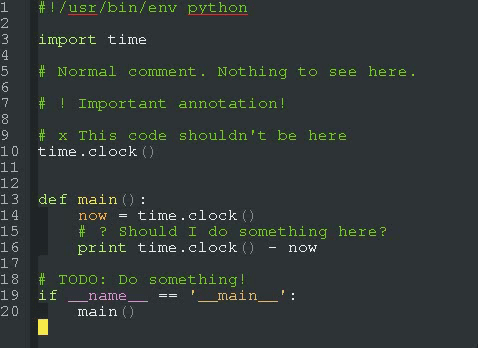 1 #!/usr/bin/env python
2
3 import time
4
5 # Normal comment. Nothing to see here.
6
7 # ! Important annotation!
8
9 # x This code shouldn't be here
10 time.clock()
11
12
13 def main():
14     now = time.clock()
15     # ? Should I do something here?
16     print time.clock() - now
17
18 # TODO: Do something!
19 if __name__ == '__main__':
20     main()